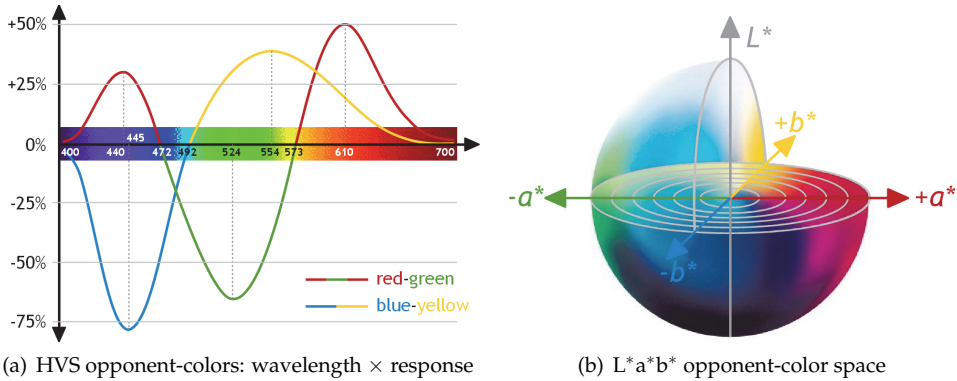 +50%
+25%
0%
-25%
-50%
-75%
445
400 440 472 492 524 554 573 610 700
red-green
blue-yellow
L*
+b*
-a*
+a*
-b*
(a) HVS opponent-colors: wavelength × response
(b) L*a*b* opponent-color space